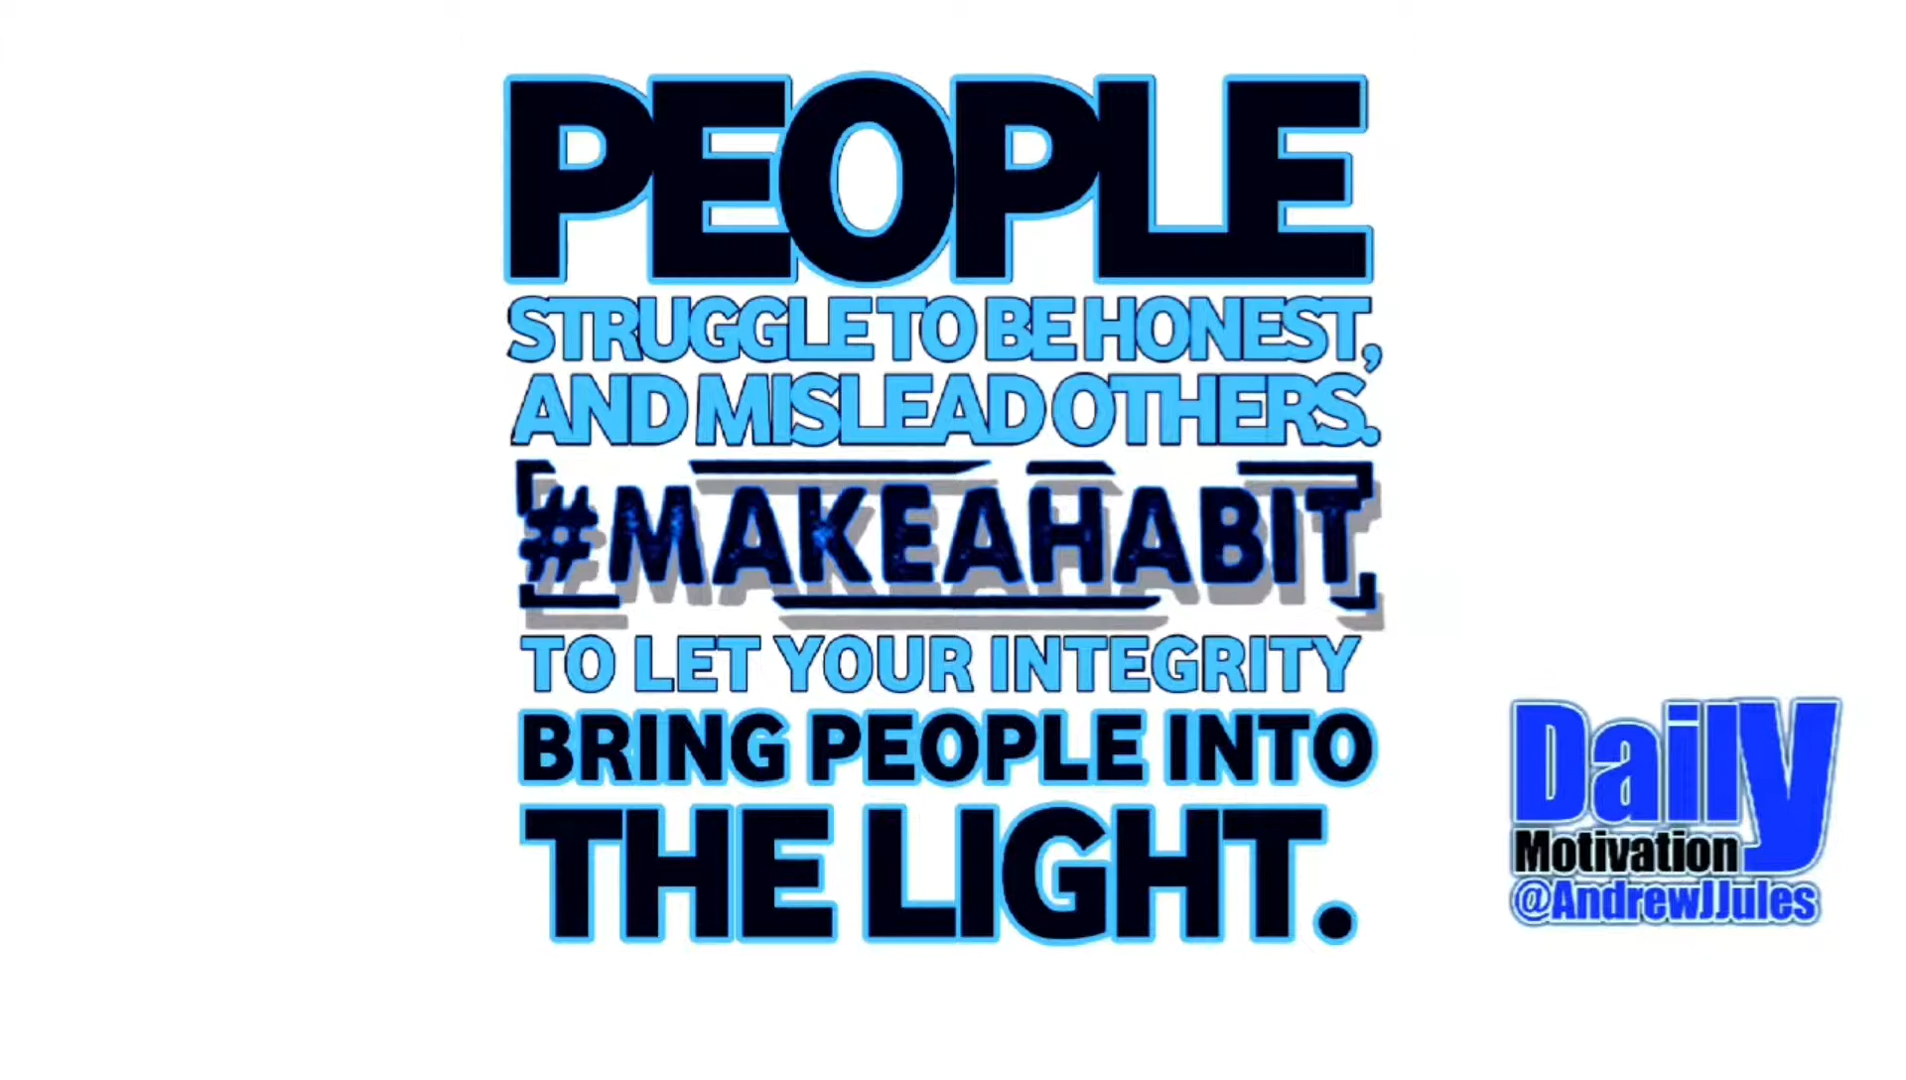 PEOPLE
STRUGGLE TO BE HONEST,
AND MISLEAD OTHERS.
#MAKEAHABIT
TO LET YOUR INTEGRITY
BRING PEOPLE INTO
THE LIGHT.
Daily
Motivation
@AndrewJJules